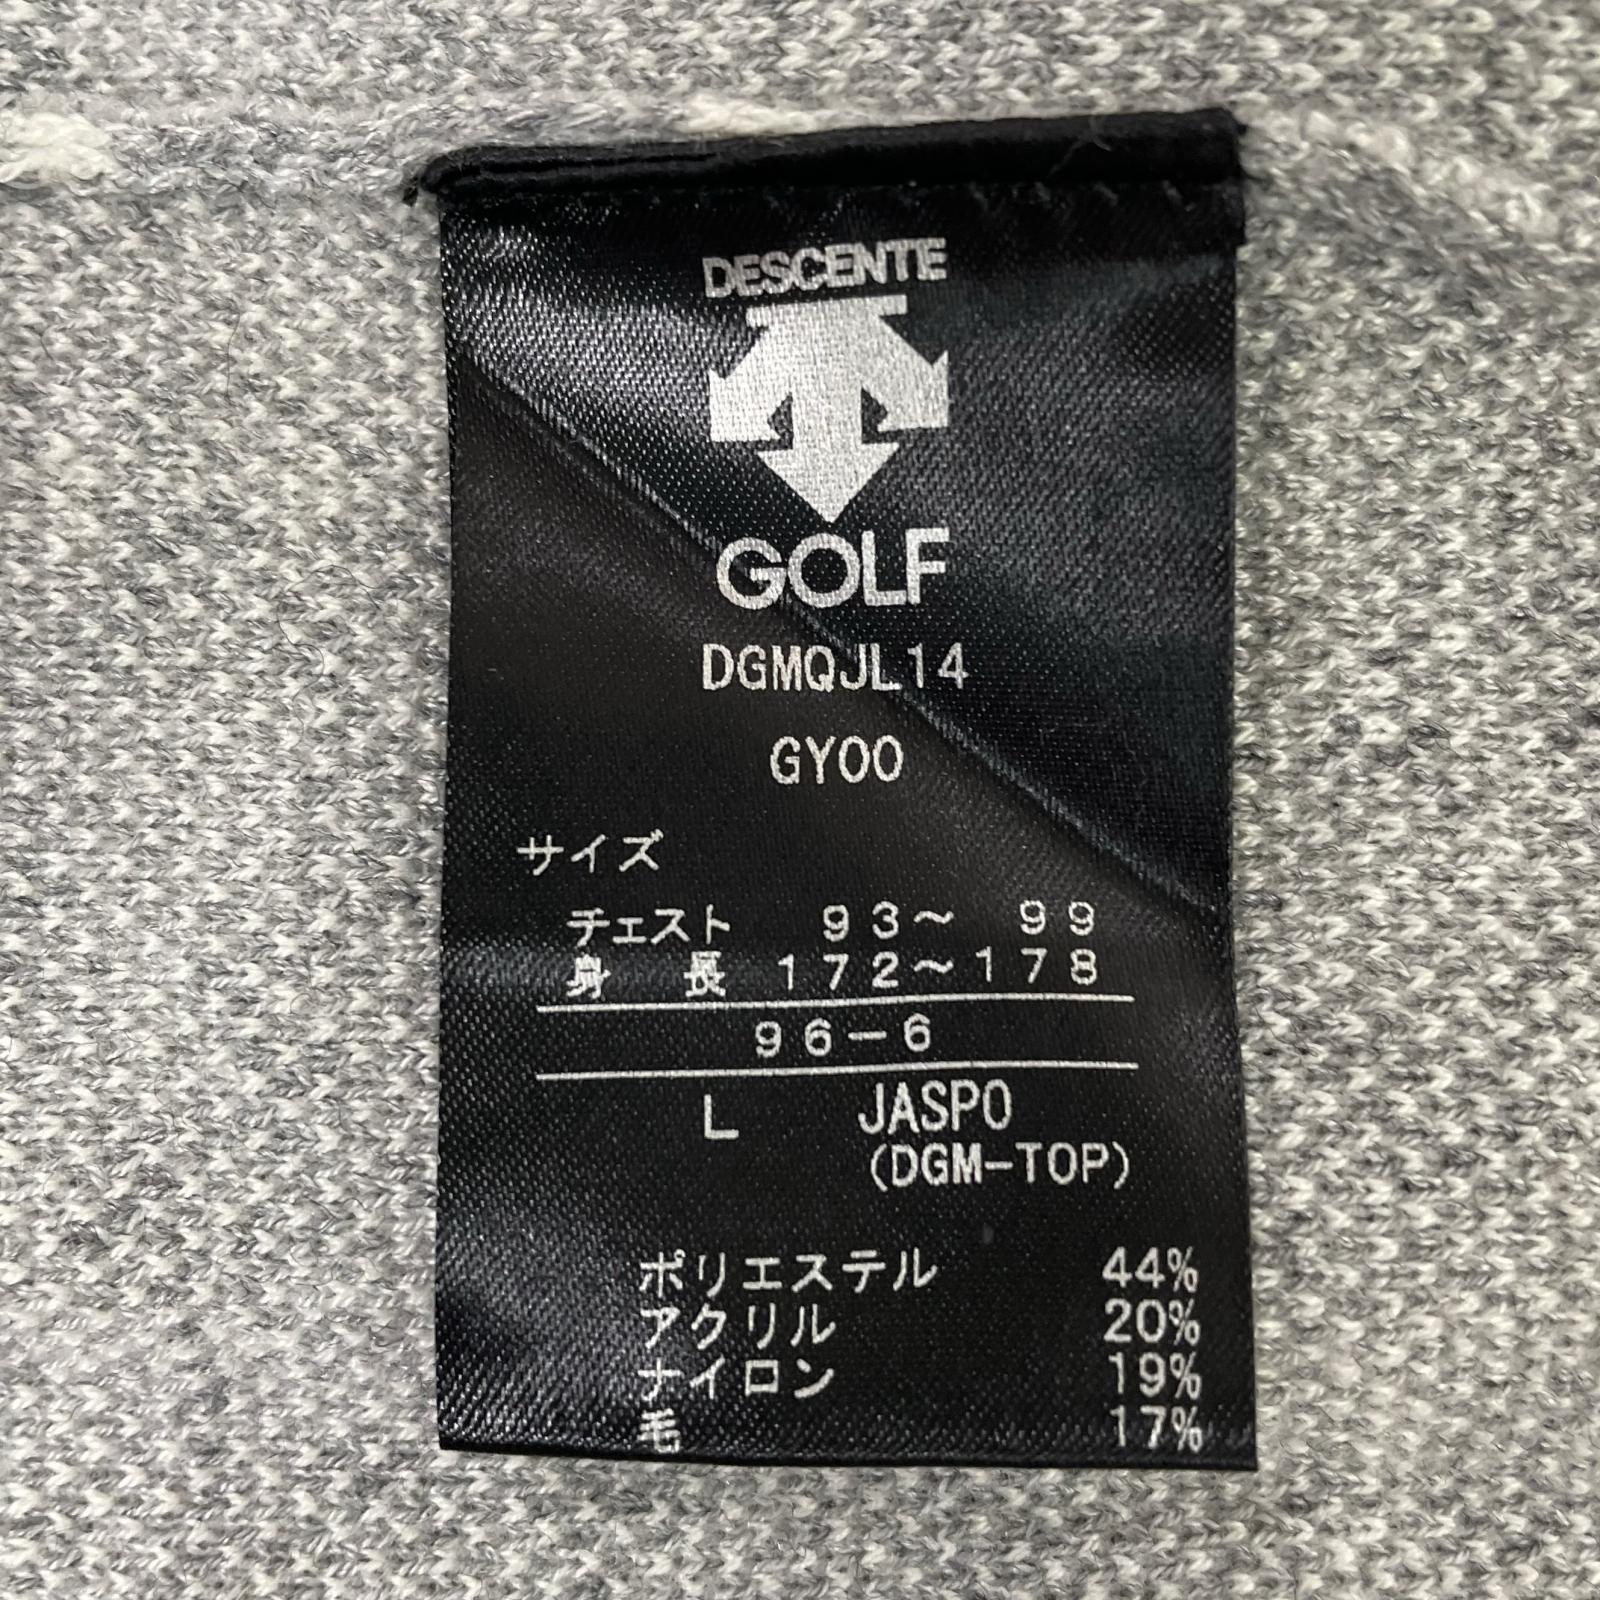 DESCENTE
GOLF
DGMQJL14
GY00
サイズ
チェスト 93〜 99
身 長 172〜178
96-6
L JASPO
(DGM-TOP)
ポリエステル 44%
アクリル 20%
ナイロン 19%
毛 17%